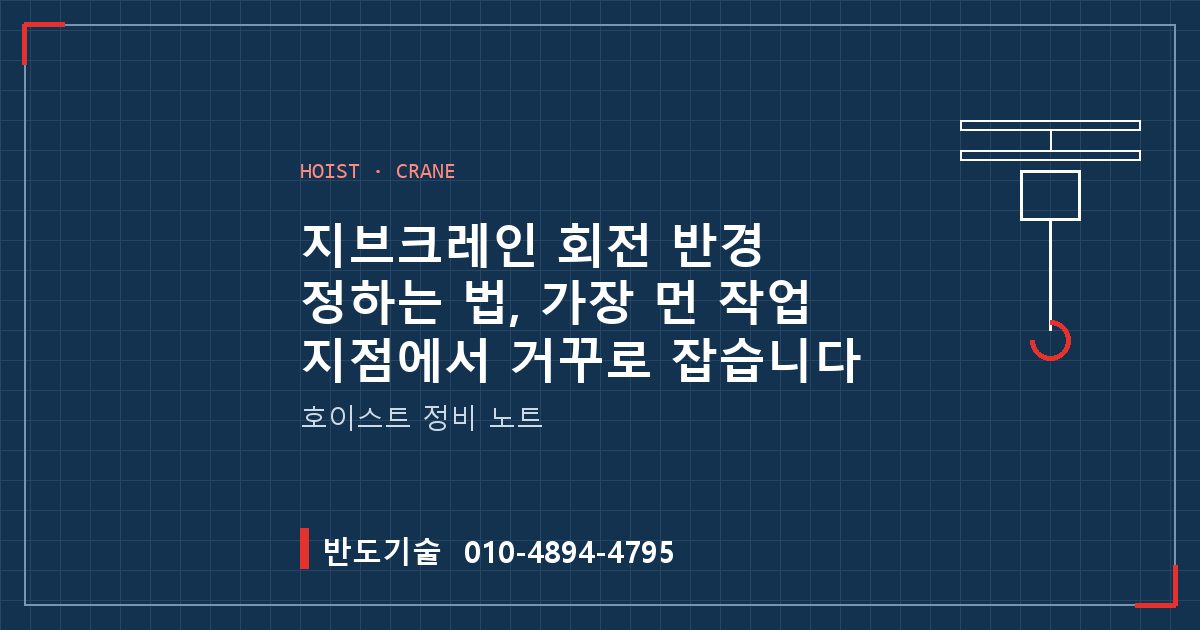 HOIST · CRANE
지브크레인 회전 반경
정하는 법, 가장 먼 작업
지점에서 거꾸로 잡습니다
호이스트 정비 노트
반도기술 010-4894-4795